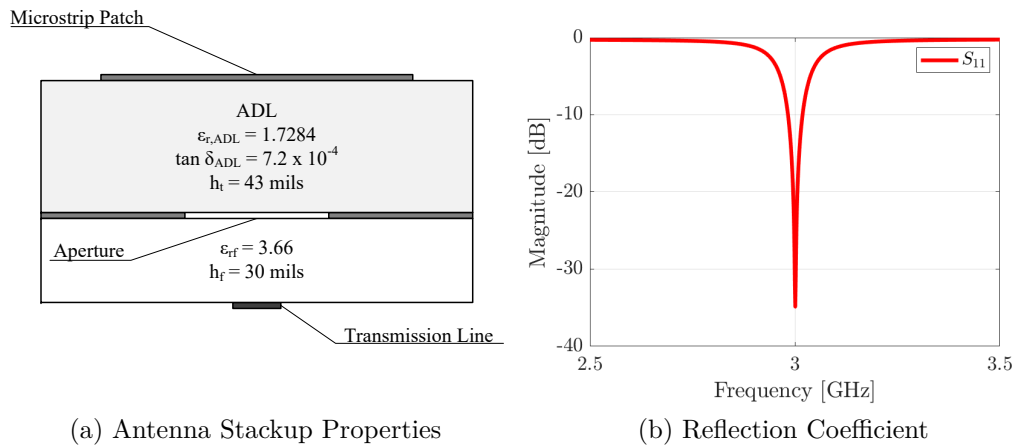 Microstrip Patch
ADL
εr,ADL = 1.7284
tan δADL = 7.2 x 10-4
ht = 43 mils
Aperture
εrf = 3.66
hf = 30 mils
Transmission Line
(a) Antenna Stackup Properties
0
-10
-20
-30
-40
Magnitude [dB]
S11
2.5 3 3.5
Frequency [GHz]
(b) Reflection Coefficient